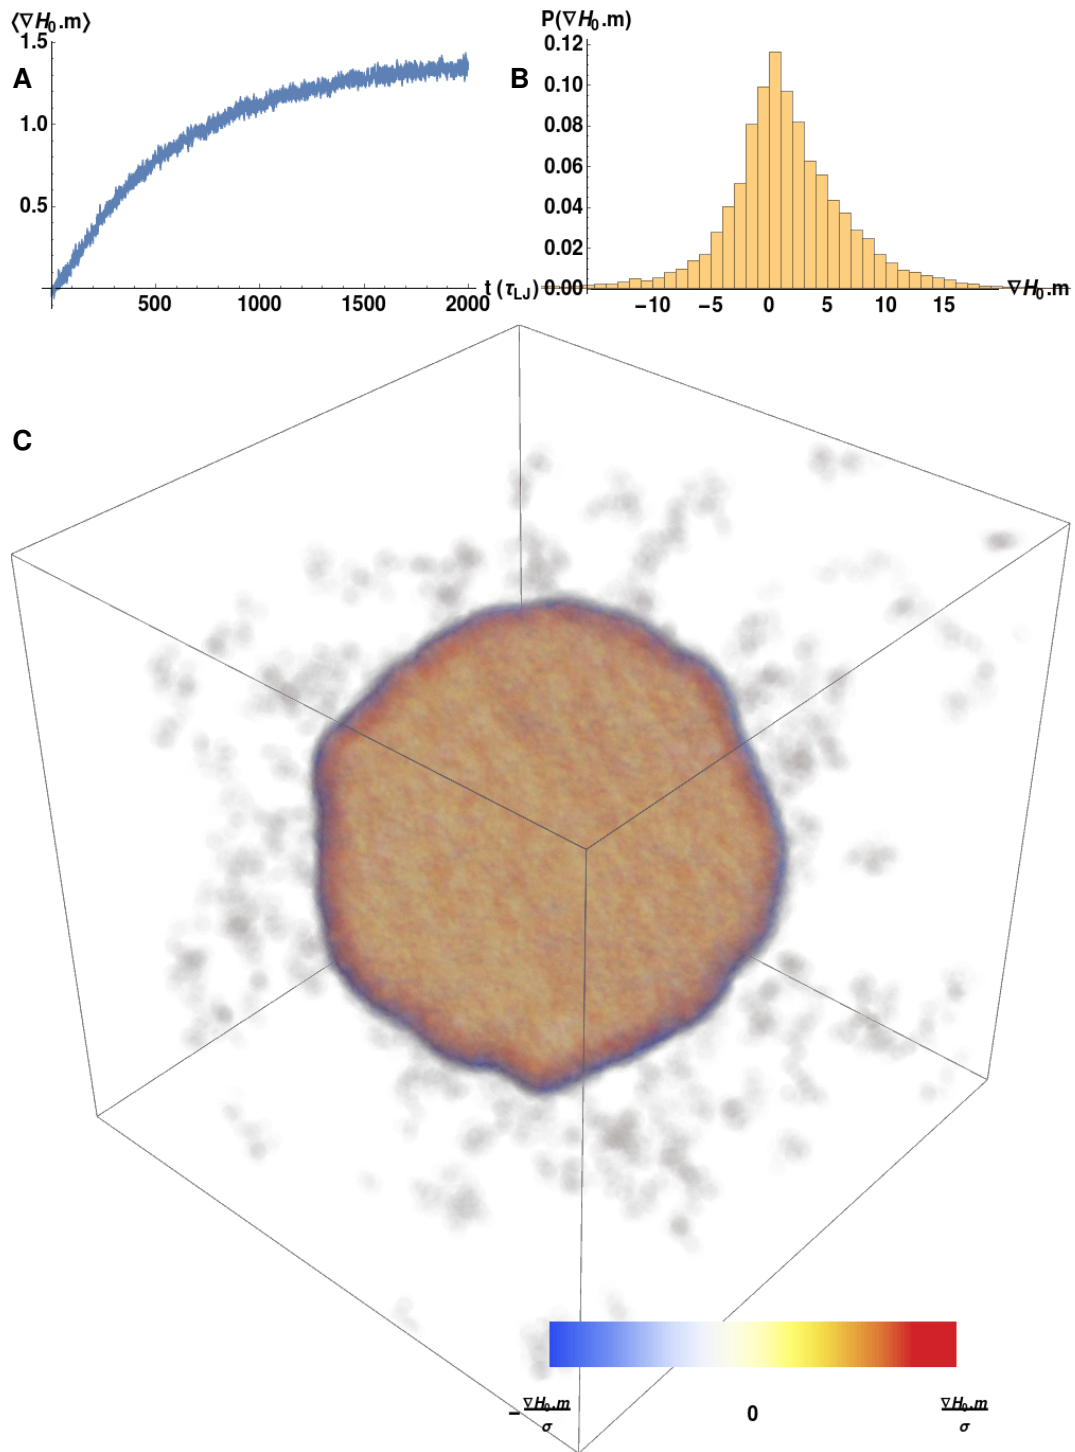 ⟨∇H₀.m⟩
1.5
A
1.0
0.5
500 1000 1500 2000 t (τLJ)
P(∇H₀.m)
0.12
B
0.10
0.08
0.06
0.04
0.02
0.00
−10 −5 0 5 10 15 ∇H₀.m
C
− ∇H₀.m / σ 0 ∇H₀.m / σ